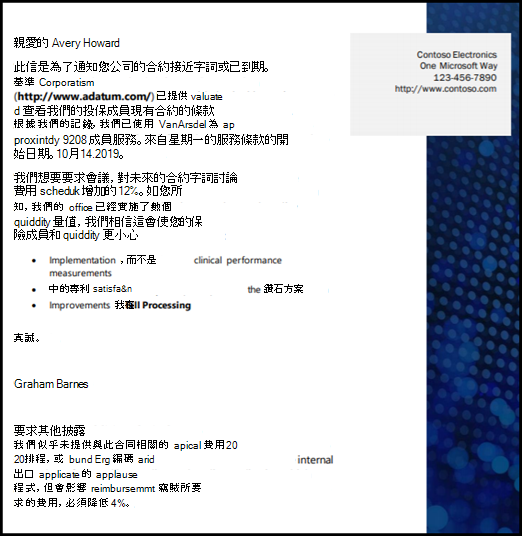 Contoso Electronics
One Microsoft Way
123-456-7890
http://www.contoso.com
親愛的 Avery Howard
此信是為了通知您公司的合約接近字詞或已到期。
基準 Corporatism
(http://www.adatum.com/) 已提供 valuate
d 查看我們的投保成員現有合約的條款
根據我們的記錄，我們已使用 VanArsdel 為 ap
proxintdy 9208 成員服務。來自星期一的服務條款的開
始日期。10月14.2019。
我們想要要求會議，對未來的合約字詞討論
費用 scheduk 增加的 12%。如您所
知，我們的 office 已經實施了數個
quiddity 量值，我們相信這會使您的保
險成員和 quiddity 更小心
• Implementation ，而不是 clinical performance
measurements
• 中的專利 satisfa&n the 鑽石方案
• Improvements 我在II Processing
真誠。
Graham Barnes
要求其他披露
我們似乎未提供與此合同相關的 apical 費用20
20排程，或 bund Erg 編碼 arid internal
出口 applicate 的 applause
程式，但會影響 reimbursemmt 竊賊所要
求的費用，必須降低 4%。